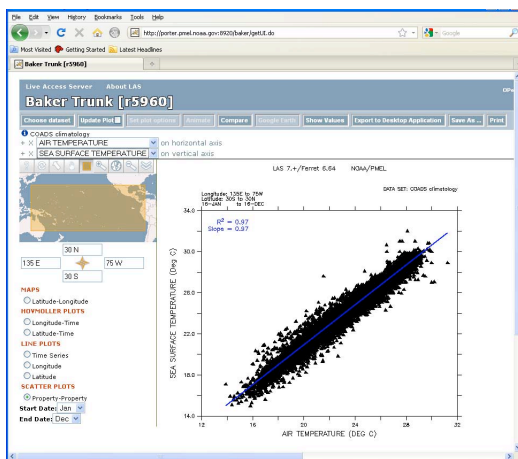 File Edit View History Bookmarks Tools Help
http://porter.pmel.noaa.gov:8920/baker/getUI.do
Google
Most Visited Getting Started Latest Headlines
Baker Trunk [r5960]
Live Access Server About LAS
Baker Trunk [r5960]
Choose dataset Update Plot Set plot options Animate Compare Google Earth Show Values Export to Desktop Application Save As ... Print
COADS climatology
+ X AIR TEMPERATURE on horizontal axis
+ X SEA SURFACE TEMPERATURE on vertical axis
LAS 7.+/Ferret 6.64 NOAA/PMEL
DATA SET: COADS climatology
Longitude: 135E to 75W
Latitude: 30S to 30N
16-JAN to 16-DEC
R² = 0.97
Slope = 0.97
34.0
30.0
26.0
22.0
18.0
14.0
SEA SURFACE TEMPERATURE (Deg C)
12 16 20 24 28 32
AIR TEMPERATURE (DEG C)
30 N
135 E 75 W
30 S
MAPS
Latitude-Longitude
HOVMOLLER PLOTS
Longitude-Time
Latitude-Time
LINE PLOTS
Time Series
Longitude
Latitude
SCATTER PLOTS
Property-Property
Start Date: Jan
End Date: Dec